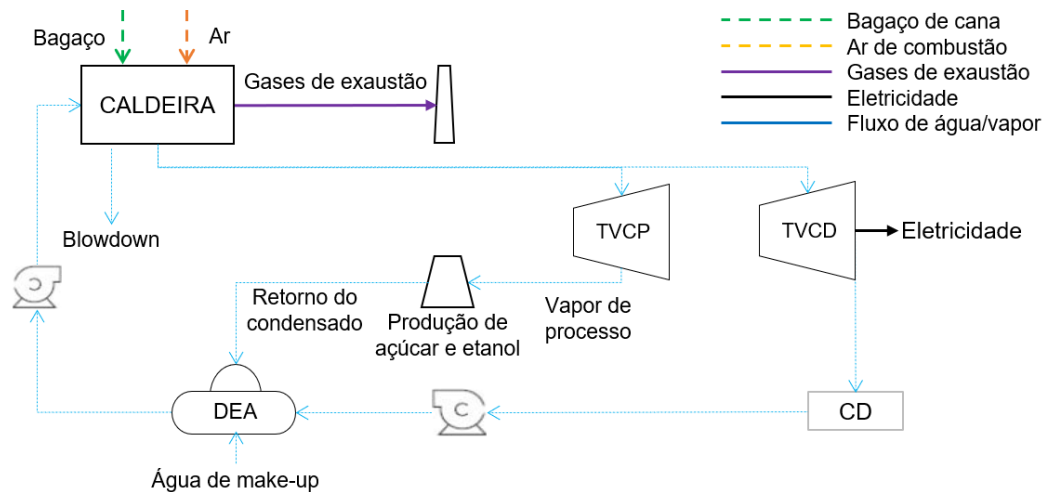 Bagaço
Ar
Bagaço de cana
Ar de combustão
Gases de exaustão
Eletricidade
Fluxo de água/vapor
CALDEIRA
Gases de exaustão
Blowdown
TVCP
TVCD
Eletricidade
Retorno do
condensado
Produção de
açúcar e etanol
Vapor de
processo
DEA
C
C
CD
Água de make-up